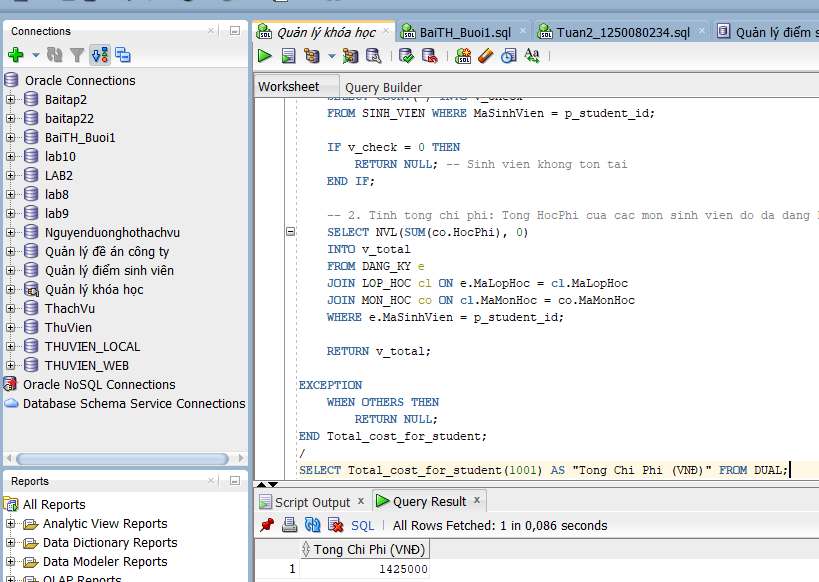 Connections
Oracle Connections
Baitap2
baitap22
BaiTH_Buoi1
lab10
LAB2
lab8
lab9
Nguyenduonghothachvu
Quản lý đề án công ty
Quản lý điểm sinh viên
Quản lý khóa học
ThachVu
ThuVien
THUVIEN_LOCAL
THUVIEN_WEB
Oracle NoSQL Connections
Database Schema Service Connections
Reports
All Reports
Analytic View Reports
Data Dictionary Reports
Data Modeler Reports
OLAP Reports
Quản lý khóa học BaiTH_Buoi1.sql Tuan2_1250080234.sql Quản lý điểm s
Worksheet Query Builder
FROM SINH_VIEN WHERE MaSinhVien = p_student_id;
IF v_check = 0 THEN
RETURN NULL; -- Sinh vien khong ton tai
END IF;
-- 2. Tinh tong chi phi: Tong HocPhi cua cac mon sinh vien do da dang
SELECT NVL(SUM(co.HocPhi), 0)
INTO v_total
FROM DANG_KY e
JOIN LOP_HOC cl ON e.MaLopHoc = cl.MaLopHoc
JOIN MON_HOC co ON cl.MaMonHoc = co.MaMonHoc
WHERE e.MaSinhVien = p_student_id;
RETURN v_total;
EXCEPTION
WHEN OTHERS THEN
RETURN NULL;
END Total_cost_for_student;
/
SELECT Total_cost_for_student(1001) AS "Tong Chi Phi (VNĐ)" FROM DUAL;
Script Output Query Result
SQL All Rows Fetched: 1 in 0,086 seconds
Tong Chi Phi (VNĐ)
1 1425000